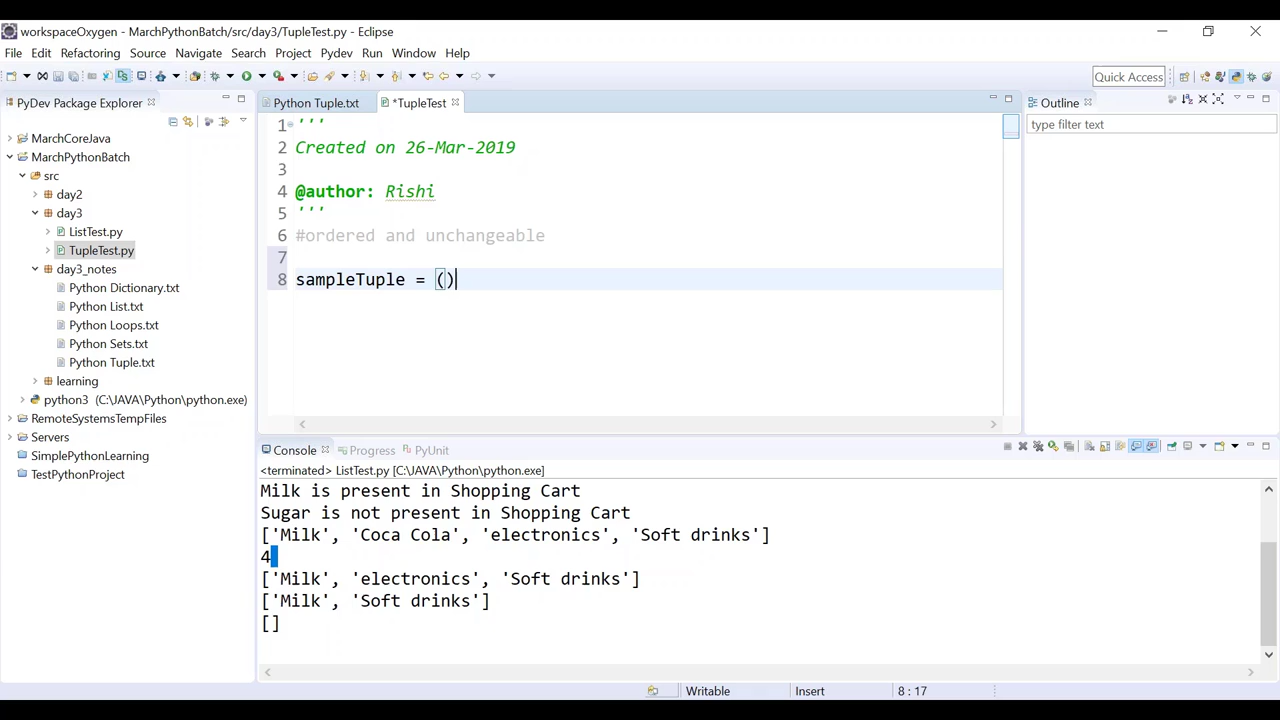 workspaceOxygen - MarchPythonBatch/src/day3/TupleTest.py - Eclipse
File Edit Refactoring Source Navigate Search Project Pydev Run Window Help
Quick Access
PyDev Package Explorer
MarchCoreJava
MarchPythonBatch
src
day2
day3
ListTest.py
TupleTest.py
day3_notes
Python Dictionary.txt
Python List.txt
Python Loops.txt
Python Sets.txt
Python Tuple.txt
learning
python3 (C:\JAVA\Python\python.exe)
RemoteSystemsTempFiles
Servers
SimplePythonLearning
TestPythonProject
Python Tuple.txt *TupleTest
1 '''
2 Created on 26-Mar-2019
3
4 @author: Rishi
5 '''
6 #ordered and unchangeable
7
8 sampleTuple = ()
Outline
type filter text
Console Progress PyUnit
<terminated> ListTest.py [C:\JAVA\Python\python.exe]
Milk is present in Shopping Cart
Sugar is not present in Shopping Cart
['Milk', 'Coca Cola', 'electronics', 'Soft drinks']
4
['Milk', 'electronics', 'Soft drinks']
['Milk', 'Soft drinks']
[]
Writable Insert 8 : 17